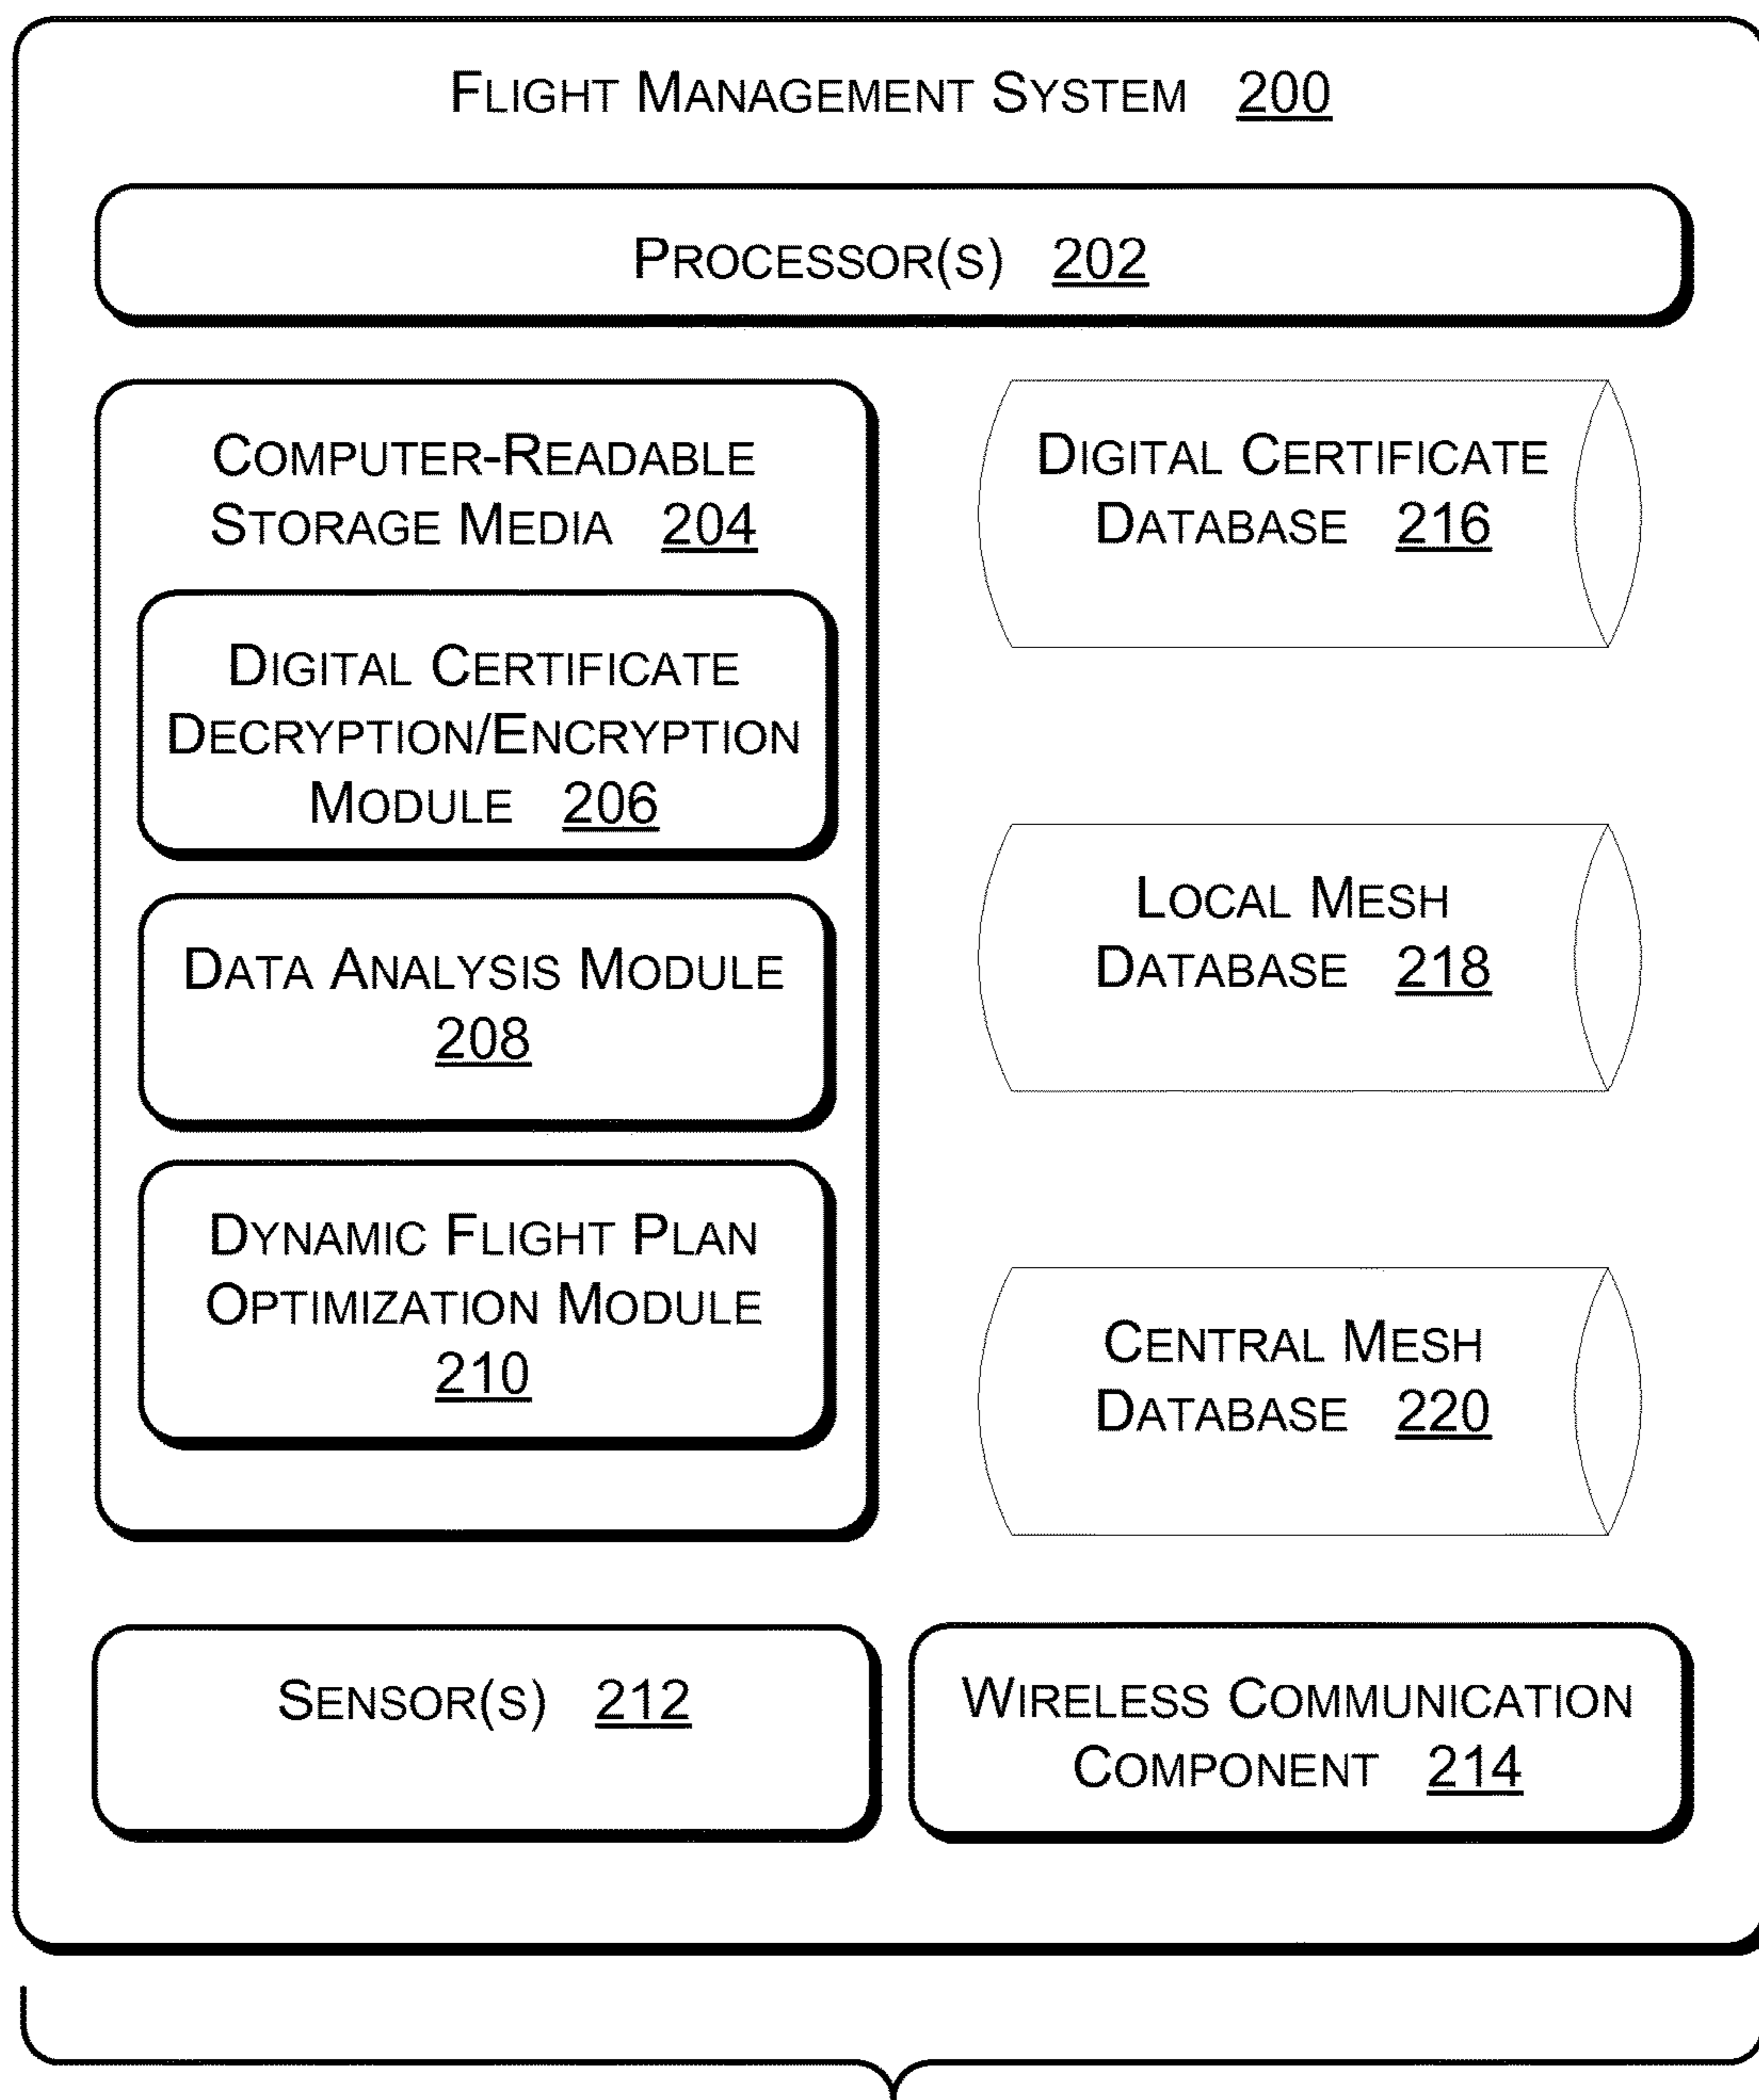 FLIGHT MANAGEMENT SYSTEM 200
PROCESSOR(S) 202
COMPUTER-READABLE
STORAGE MEDIA 204
DIGITAL CERTIFICATE
DECRYPTION/ENCRYPTION
MODULE 206
DATA ANALYSIS MODULE
208
DYNAMIC FLIGHT PLAN
OPTIMIZATION MODULE
210
DIGITAL CERTIFICATE
DATABASE 216
LOCAL MESH
DATABASE 218
CENTRAL MESH
DATABASE 220
SENSOR(S) 212
WIRELESS COMMUNICATION
COMPONENT 214